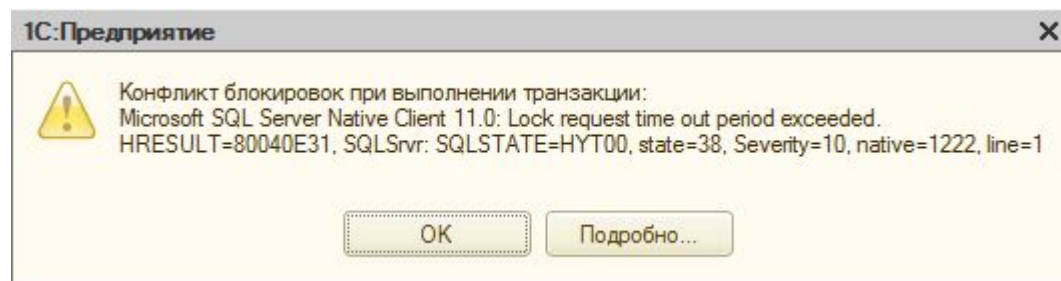 1С:Предприятие
Конфликт блокировок при выполнении транзакции:
Microsoft SQL Server Native Client 11.0: Lock request time out period exceeded.
HRESULT=80040E31, SQLSrvr: SQLSTATE=HYT00, state=38, Severity=10, native=1222, line=1
OK
Подробно...